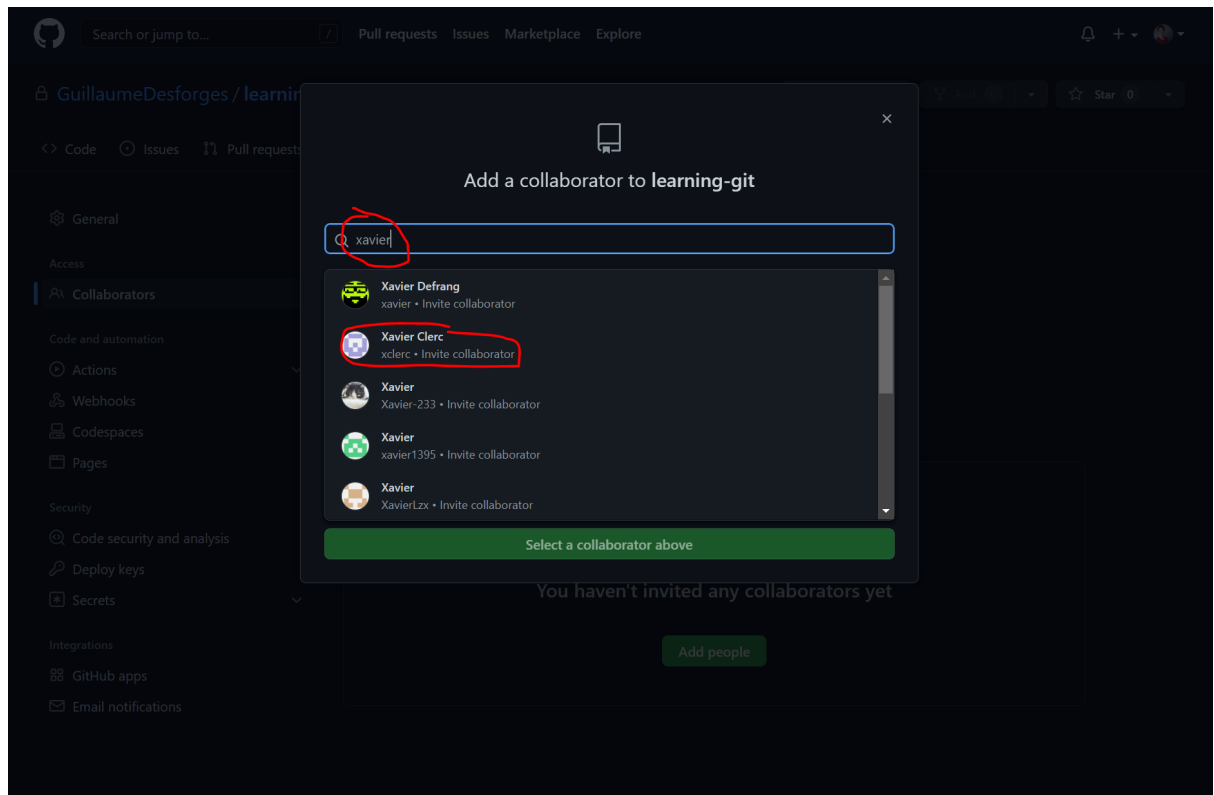 Search or jump to... /
Pull requests Issues Marketplace Explore
GuillaumeDesforges / learnin
Star 0
Code Issues Pull requests
Add a collaborator to learning-git
xavier
Xavier Defrang
xavier • Invite collaborator
Xavier Clerc
xclerc • Invite collaborator
Xavier
Xavier-233 • Invite collaborator
Xavier
xavier1395 • Invite collaborator
Xavier
XavierLzx • Invite collaborator
Select a collaborator above
General
Access
Collaborators
Code and automation
Actions
Webhooks
Codespaces
Pages
Security
Code security and analysis
Deploy keys
Secrets
Integrations
GitHub apps
Email notifications
You haven't invited any collaborators yet
Add people